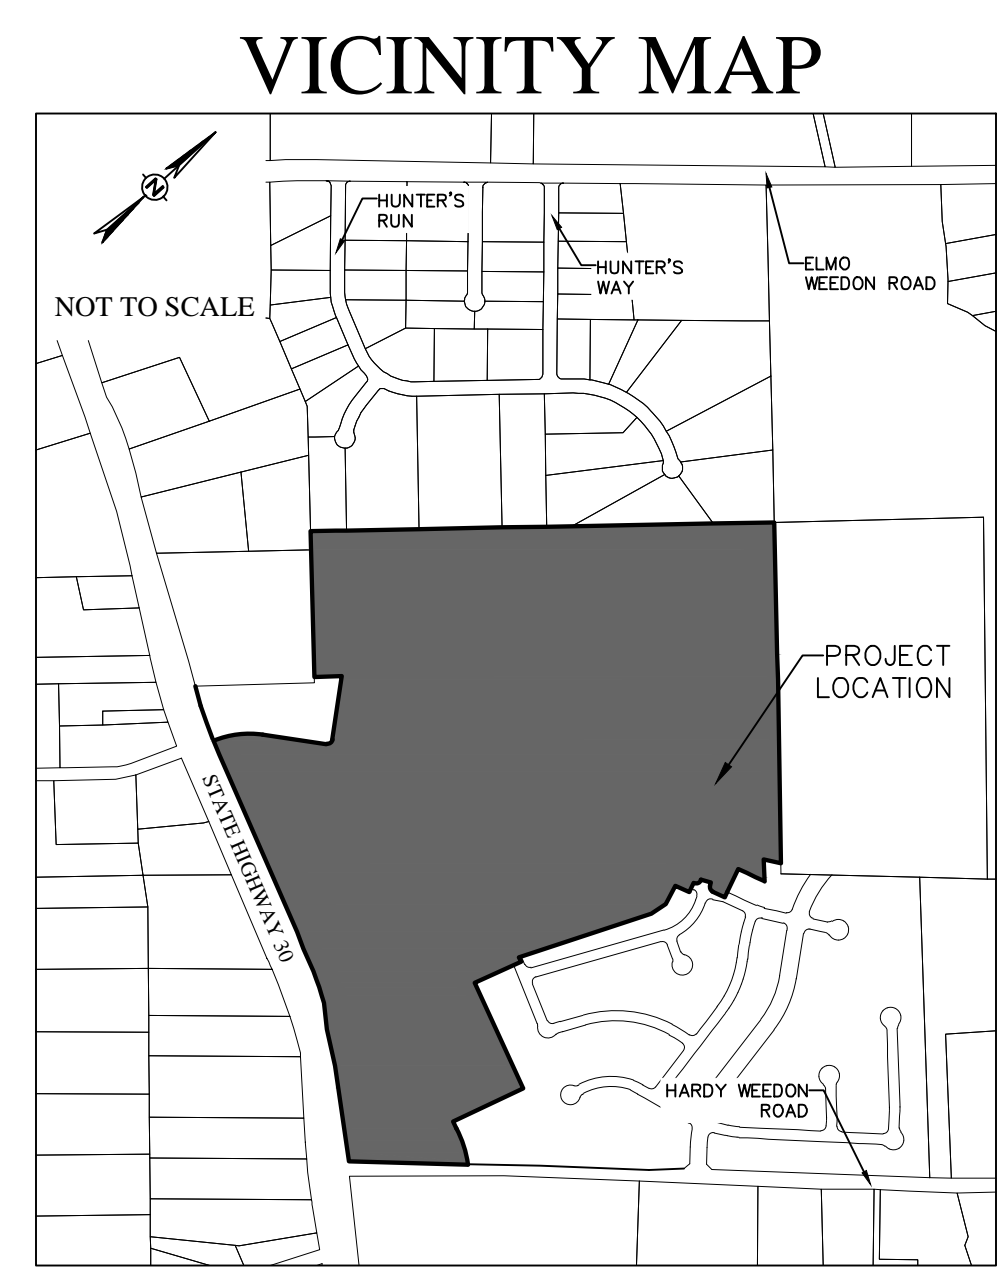 VICINITY MAP
N
HUNTER'S
RUN
HUNTER'S
WAY
ELMO
WEEDON ROAD
NOT TO SCALE
PROJECT
LOCATION
STATE HIGHWAY 30
HARDY WEEDON
ROAD